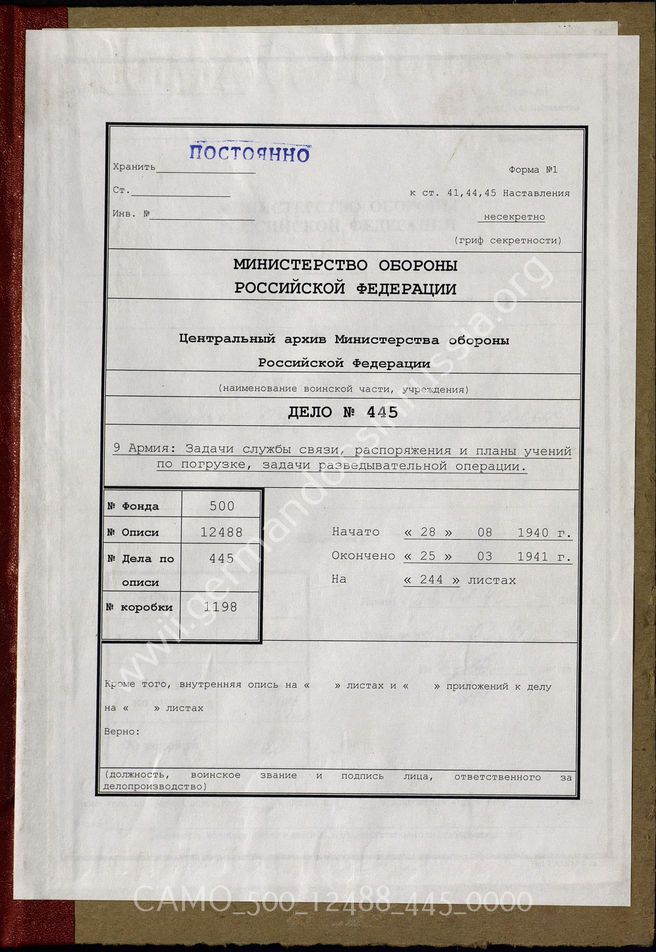 ПОСТОЯННО
Хранить
Форма №1
Ст.
к ст. 41,44,45 Наставления
Инв. №
несекретно
(гриф секретности)
МИНИСТЕРСТВО ОБОРОНЫ
РОССИЙСКОЙ ФЕДЕРАЦИИ
Центральный архив Министерства обороны
Российской Федерации
(наименование воинской части, учреждения)
ДЕЛО № 445
9 Армия: Задачи службы связи, распоряжения и планы учений
по погрузке, задачи разведывательной операции.
№ Фонда 500
№ Описи 12488
№ Дела по 445
описи
№ коробки 1198
Начато « 28 » 08 1940 г.
Окончено « 25 » 03 1941 г.
На « 244 » листах
Кроме того, внутренняя опись на « » листах и « » приложений к делу
на « » листах
Верно:
(должность, воинское звание и подпись лица, ответственного за
делопроизводство)
www.germandocsinrussia.org
CAMO_500_12488_445_0000